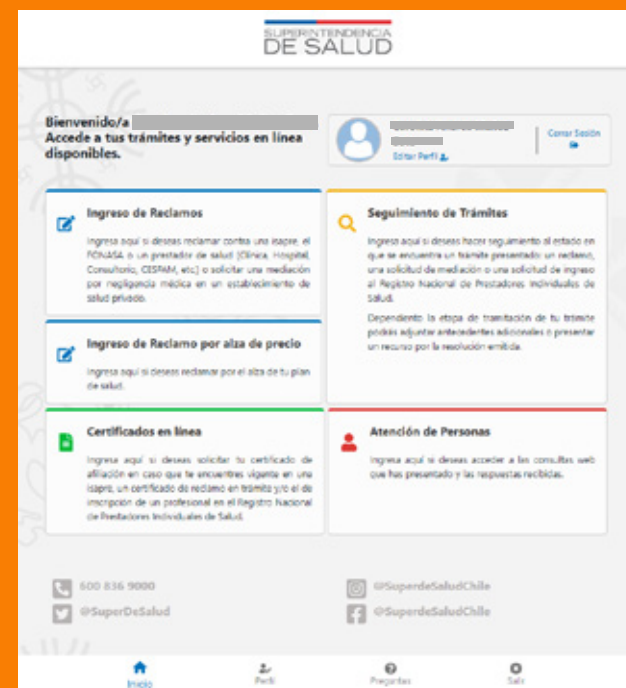 SUPERINTENDENCIA
DE SALUD
Bienvenido/a
Accede a tus trámites y servicios en línea
disponibles.
Editar Perfil
Cerrar Sesión
Ingreso de Reclamos
Ingresa aquí si deseas reclamar contra una isapre, el
FONASA o un prestador de salud (Clínica, Hospital,
Consultorio, CESFAM, etc.) o solicitar una mediación
por negligencia médica en un establecimiento de
salud privado.
Ingreso de Reclamo por alza de precio
Ingresa aquí si deseas reclamar por el alza de tu plan
de salud.
Seguimiento de Trámites
Ingresa aquí si deseas hacer seguimiento al estado en
que se encuentra un trámite presentado: un reclamo,
una solicitud de mediación o una solicitud de ingreso
al Registro Nacional de Prestadores Individuales de
Salud.
Dependiendo la etapa de tramitación de tu trámite
podrás adjuntar antecedentes adicionales o presentar
un recurso por la resolución emitida.
Certificados en línea
Ingresa aquí si deseas solicitar tu certificado de
afiliación en caso que te encuentres vigente en una
isapre, un certificado de reclamo en trámite y/o el de
inscripción de un profesional en el Registro Nacional
de Prestadores Individuales de Salud.
Atención de Personas
Ingresa aquí si deseas acceder a las consultas web
que has presentado y las respuestas recibidas.
600 836 9000
@SuperDeSalud
@SuperdeSaludChile
@SuperdeSaludChile
Inicio
Perfil
Preguntas
Salir